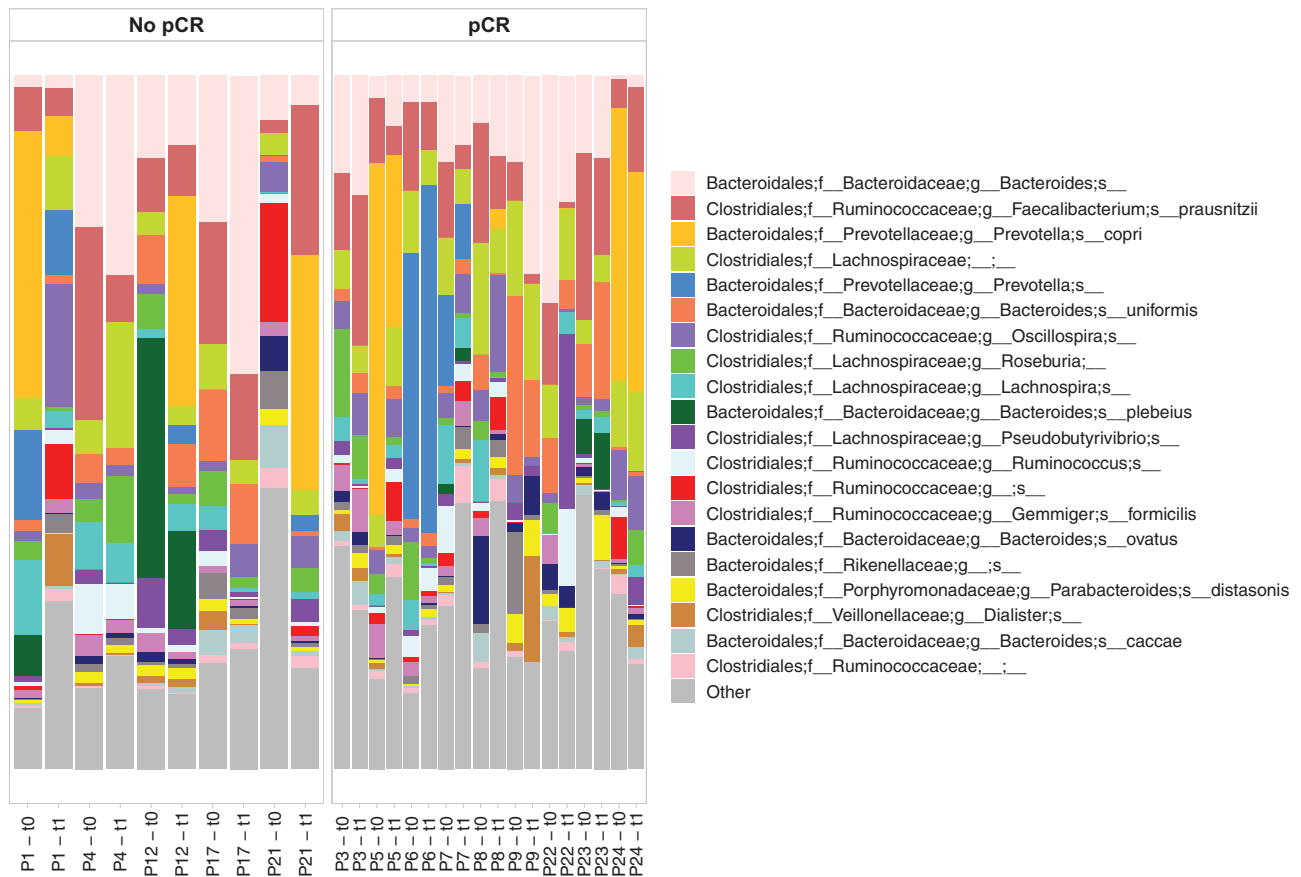 No pCR
pCR
Bacteroidales;f__Bacteroidaceae;g__Bacteroides;s__
Clostridiales;f__Ruminococcaceae;g__Faecalibacterium;s__prausnitzii
Bacteroidales;f__Prevotellaceae;g__Prevotella;s__copri
Clostridiales;f__Lachnospiraceae;__;__
Bacteroidales;f__Prevotellaceae;g__Prevotella;s__
Bacteroidales;f__Bacteroidaceae;g__Bacteroides;s__uniformis
Clostridiales;f__Ruminococcaceae;g__Oscillospira;s__
Clostridiales;f__Lachnospiraceae;g__Roseburia;__
Clostridiales;f__Lachnospiraceae;g__Lachnospira;s__
Bacteroidales;f__Bacteroidaceae;g__Bacteroides;s__plebeius
Clostridiales;f__Lachnospiraceae;g__Pseudobutyrivibrio;s__
Clostridiales;f__Ruminococcaceae;g__Ruminococcus;s__
Clostridiales;f__Ruminococcaceae;g__;s__
Clostridiales;f__Ruminococcaceae;g__Gemmiger;s__formicilis
Bacteroidales;f__Bacteroidaceae;g__Bacteroides;s__ovatus
Bacteroidales;f__Rikenellaceae;g__;s__
Bacteroidales;f__Porphyromonadaceae;g__Parabacteroides;s__distasonis
Clostridiales;f__Veillonellaceae;g__Dialister;s__
Bacteroidales;f__Bacteroidaceae;g__Bacteroides;s__caccae
Clostridiales;f__Ruminococcaceae;__;__
Other
P1 – t0
P1 – t1
P4 – t0
P4 – t1
P12 – t0
P12 – t1
P17 – t0
P17 – t1
P21 – t0
P21 – t1
P3 – t0
P3 – t1
P5 – t0
P5 – t1
P6 – t0
P6 – t1
P7 – t0
P7 – t1
P8 – t0
P8 – t1
P9 – t0
P9 – t1
P22 – t0
P22 – t1
P23 – t0
P23 – t1
P24 – t0
P24 – t1